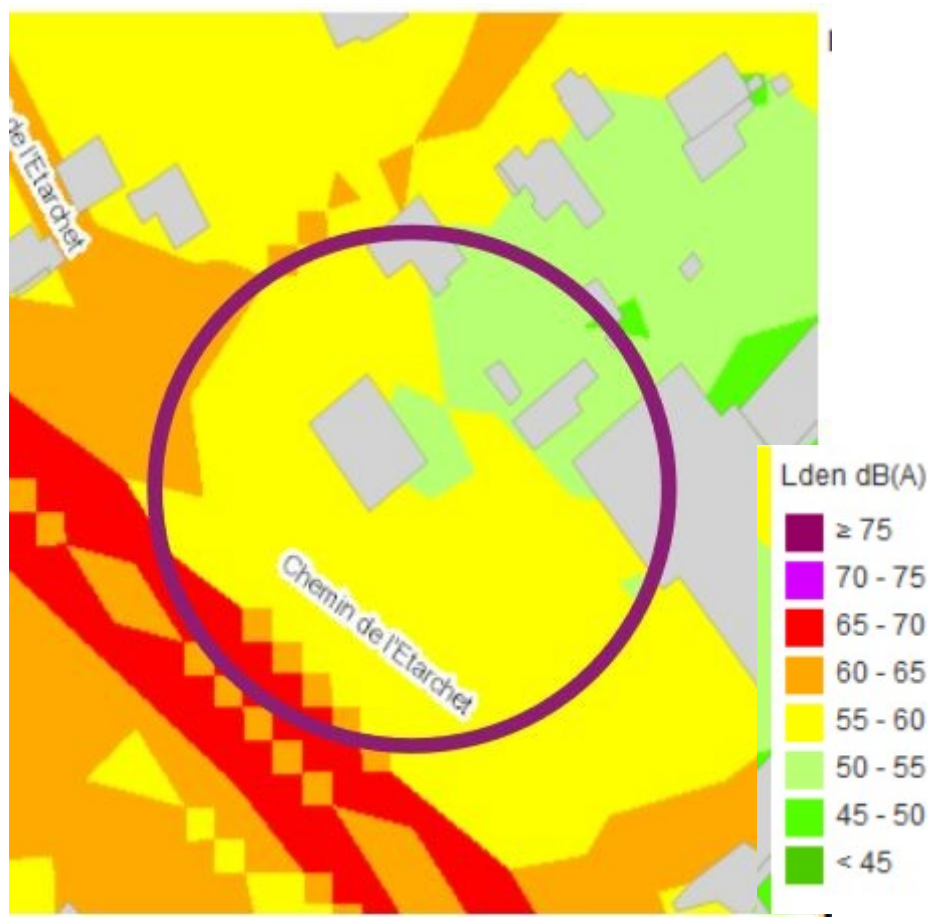 de l'Etarchet
Chemin de l'Etarchet
Lden dB(A)
≥ 75
70 - 75
65 - 70
60 - 65
55 - 60
50 - 55
45 - 50
< 45